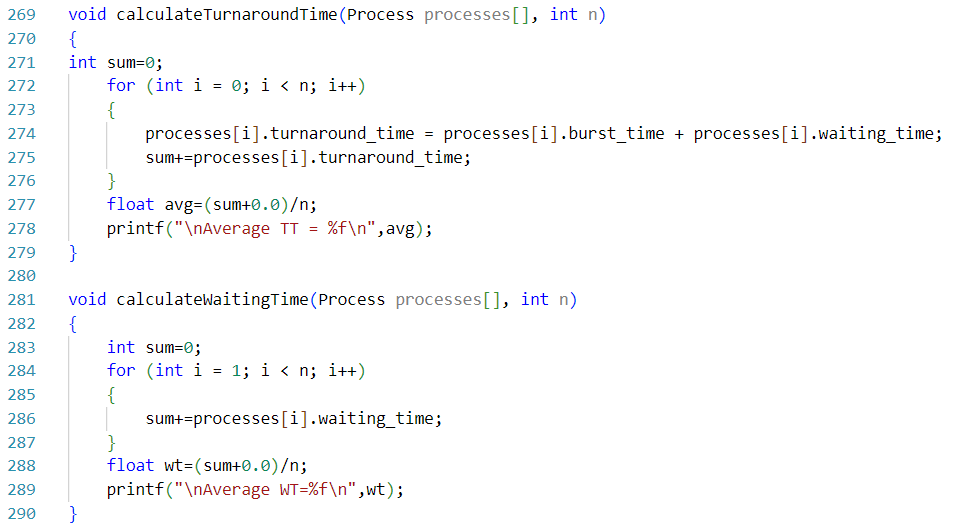 269 void calculateTurnaroundTime(Process processes[], int n)
270 {
271 int sum=0;
272     for (int i = 0; i < n; i++)
273     {
274         processes[i].turnaround_time = processes[i].burst_time + processes[i].waiting_time;
275         sum+=processes[i].turnaround_time;
276     }
277     float avg=(sum+0.0)/n;
278     printf("\nAverage TT = %f\n",avg);
279 }
280
281 void calculateWaitingTime(Process processes[], int n)
282 {
283     int sum=0;
284     for (int i = 1; i < n; i++)
285     {
286         sum+=processes[i].waiting_time;
287     }
288     float wt=(sum+0.0)/n;
289     printf("\nAverage WT=%f\n",wt);
290 }